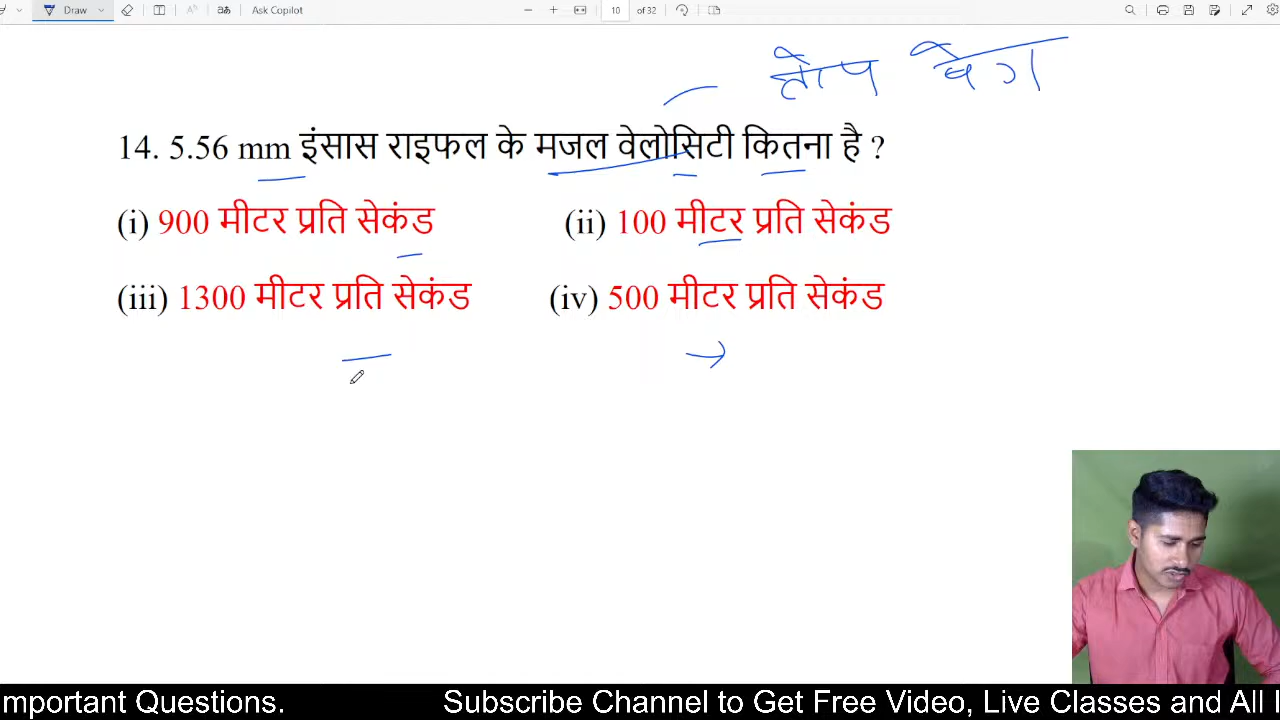 Draw
Ask Copilot
10 of 32
तोप वेग
14. 5.56 mm इंसास राइफल के मजल वेलोसिटी कितना है ?
(i) 900 मीटर प्रति सेकंड (ii) 100 मीटर प्रति सेकंड
(iii) 1300 मीटर प्रति सेकंड (iv) 500 मीटर प्रति सेकंड
mportant Questions. Subscribe Channel to Get Free Video, Live Classes and All I